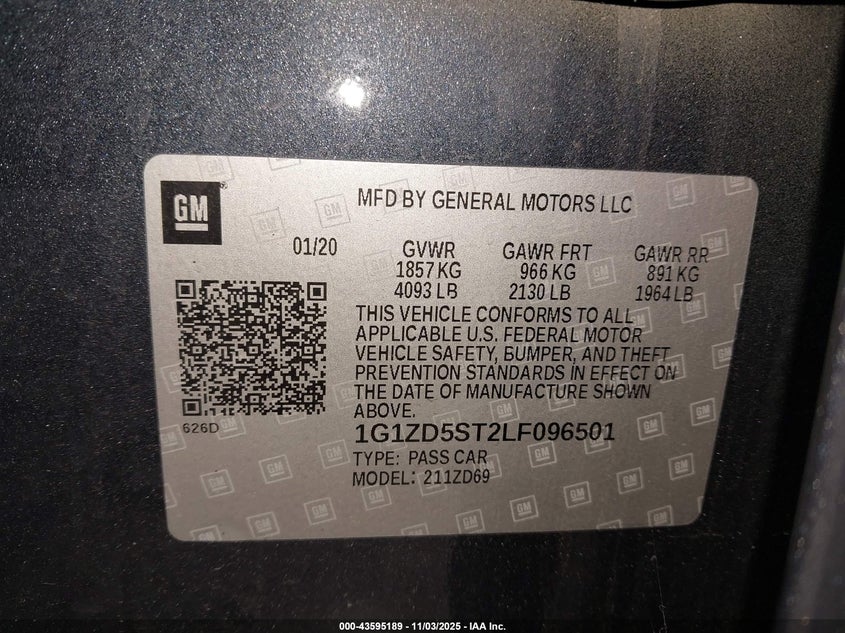 GM
MFD BY GENERAL MOTORS LLC
01/20 GVWR GAWR FRT GAWR RR
1857 KG 966 KG 891 KG
4093 LB 2130 LB 1964 LB
THIS VEHICLE CONFORMS TO ALL
APPLICABLE U.S. FEDERAL MOTOR
VEHICLE SAFETY, BUMPER, AND THEFT
PREVENTION STANDARDS IN EFFECT ON
THE DATE OF MANUFACTURE SHOWN
ABOVE.
626D
1G1ZD5ST2LF096501
TYPE: PASS CAR
MODEL: 211ZD69
000-43595189 - 11/03/2025 - IAA Inc.